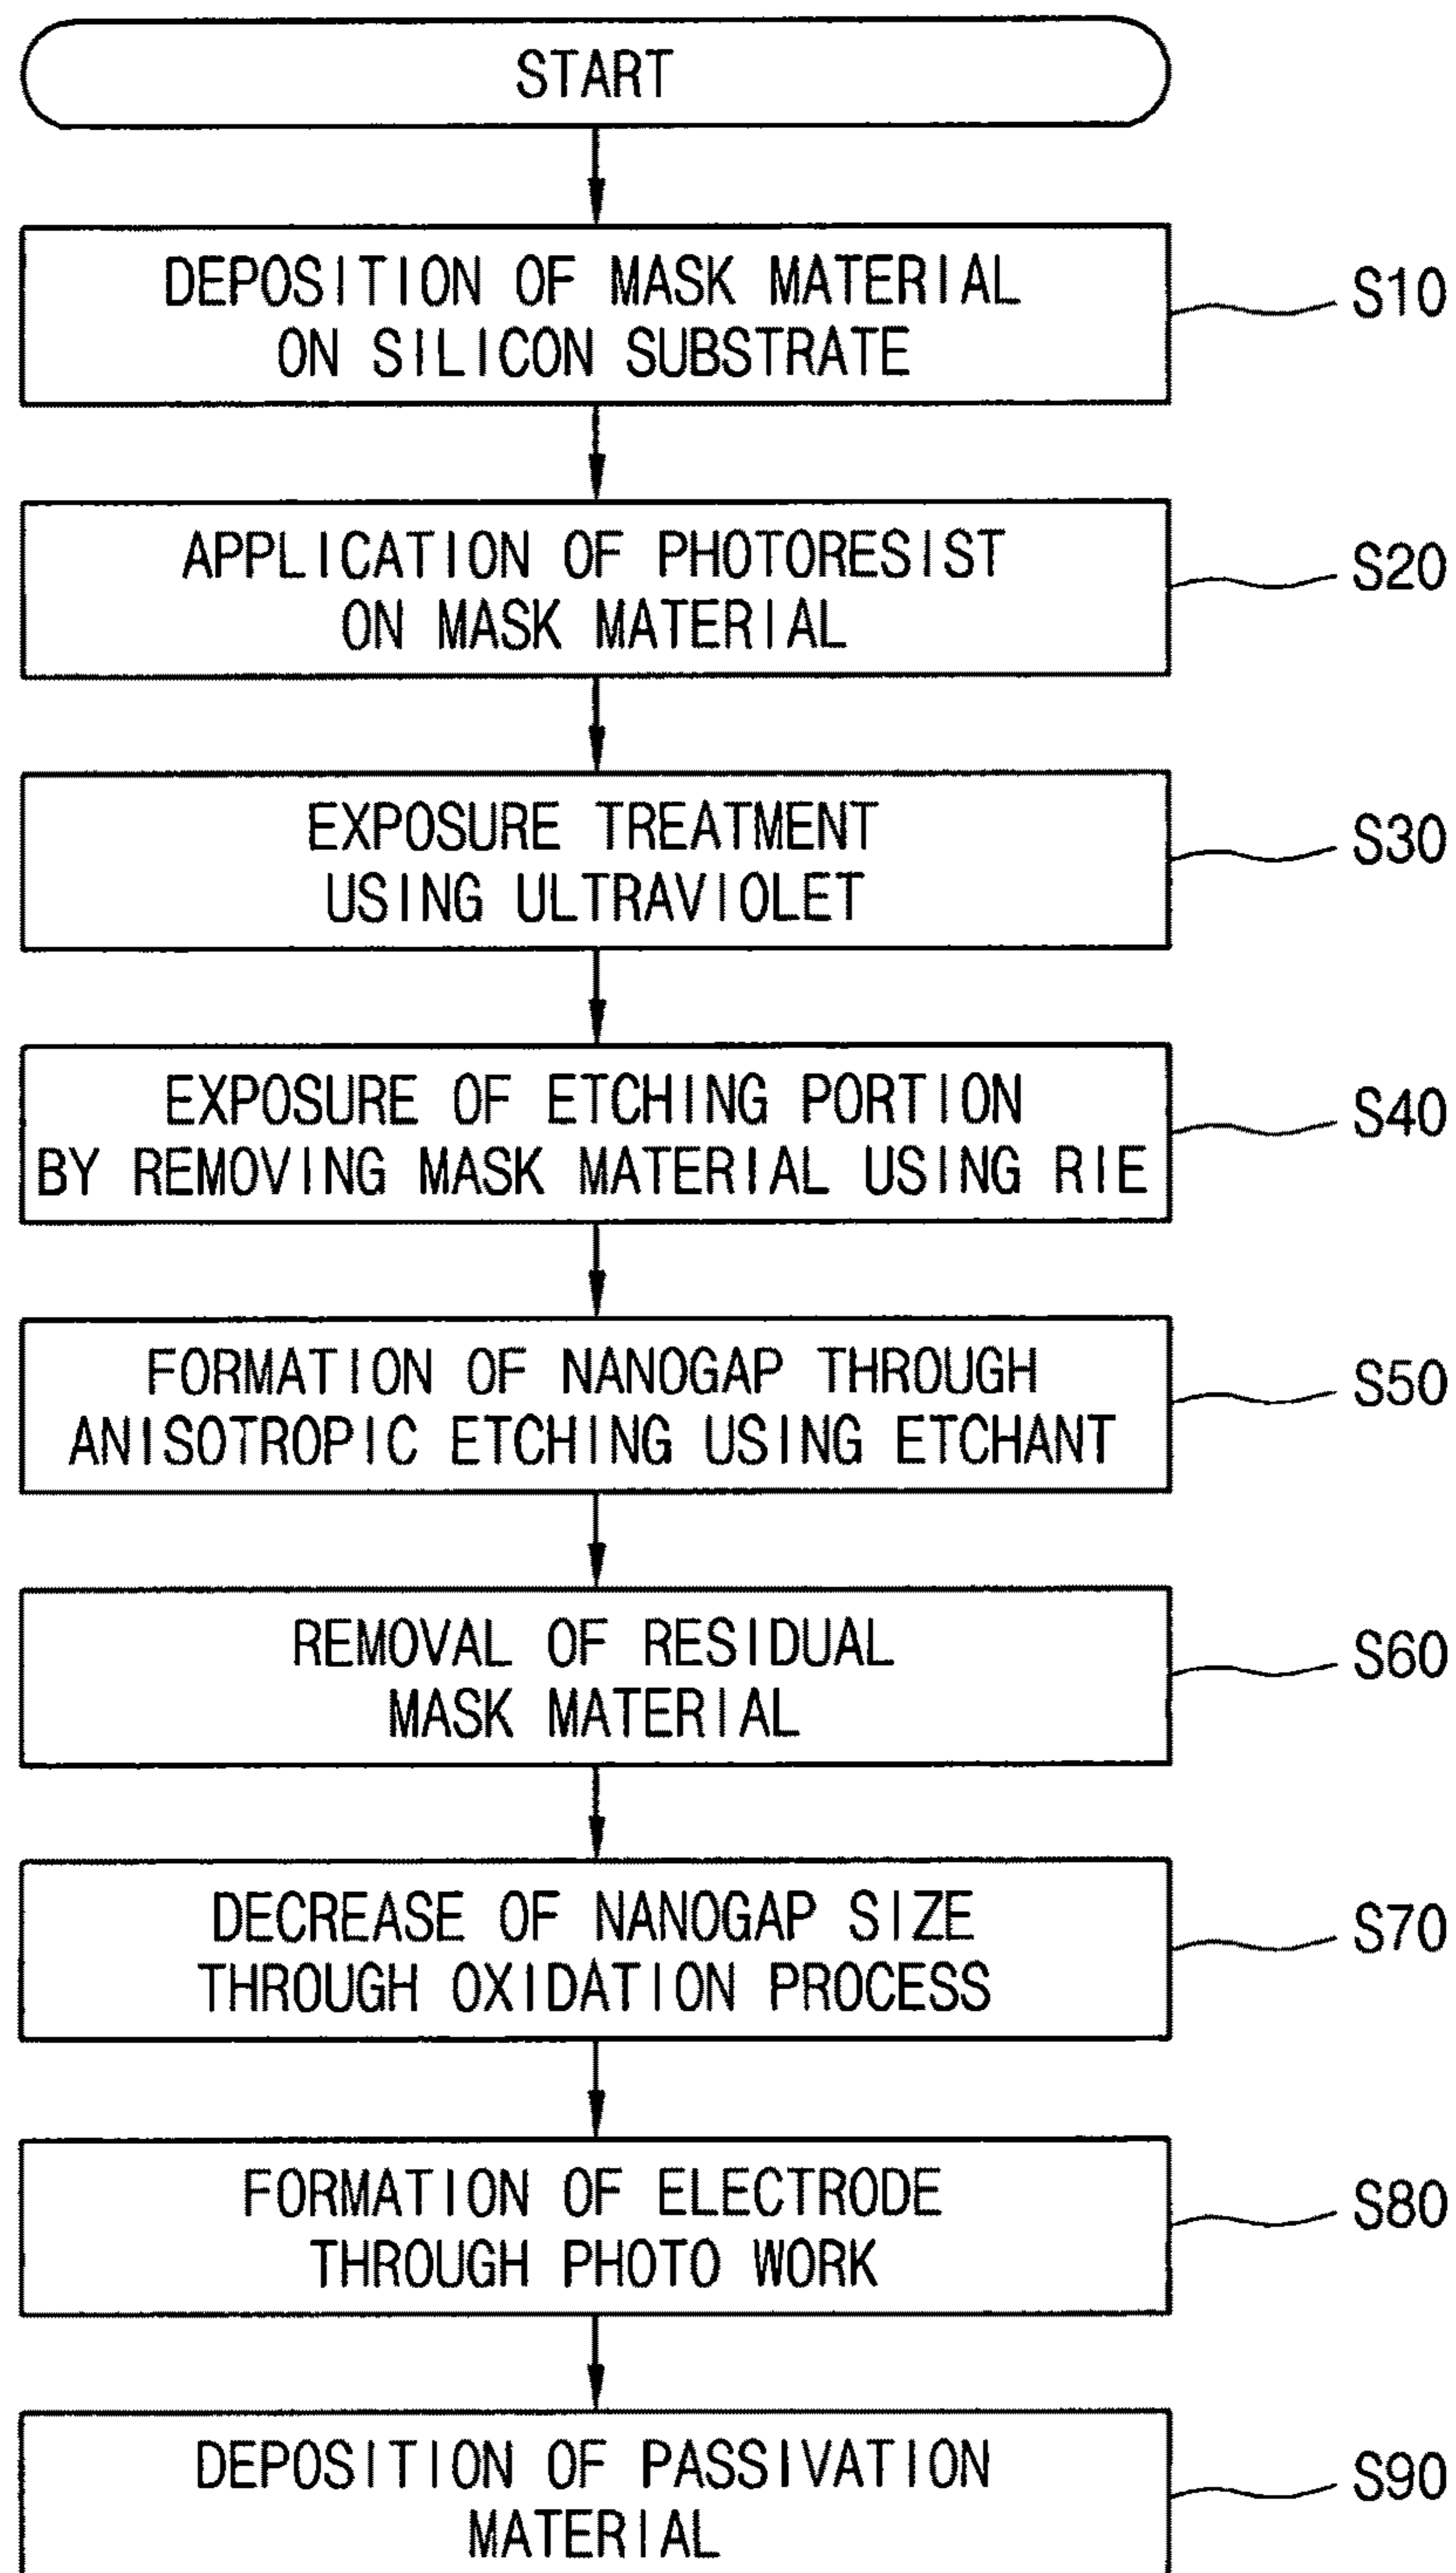 START
DEPOSITION OF MASK MATERIAL
ON SILICON SUBSTRATE
S10
APPLICATION OF PHOTORESIST
ON MASK MATERIAL
S20
EXPOSURE TREATMENT
USING ULTRAVIOLET
S30
EXPOSURE OF ETCHING PORTION
BY REMOVING MASK MATERIAL USING RIE
S40
FORMATION OF NANOGAP THROUGH
ANISOTROPIC ETCHING USING ETCHANT
S50
REMOVAL OF RESIDUAL
MASK MATERIAL
S60
DECREASE OF NANOGAP SIZE
THROUGH OXIDATION PROCESS
S70
FORMATION OF ELECTRODE
THROUGH PHOTO WORK
S80
DEPOSITION OF PASSIVATION
MATERIAL
S90